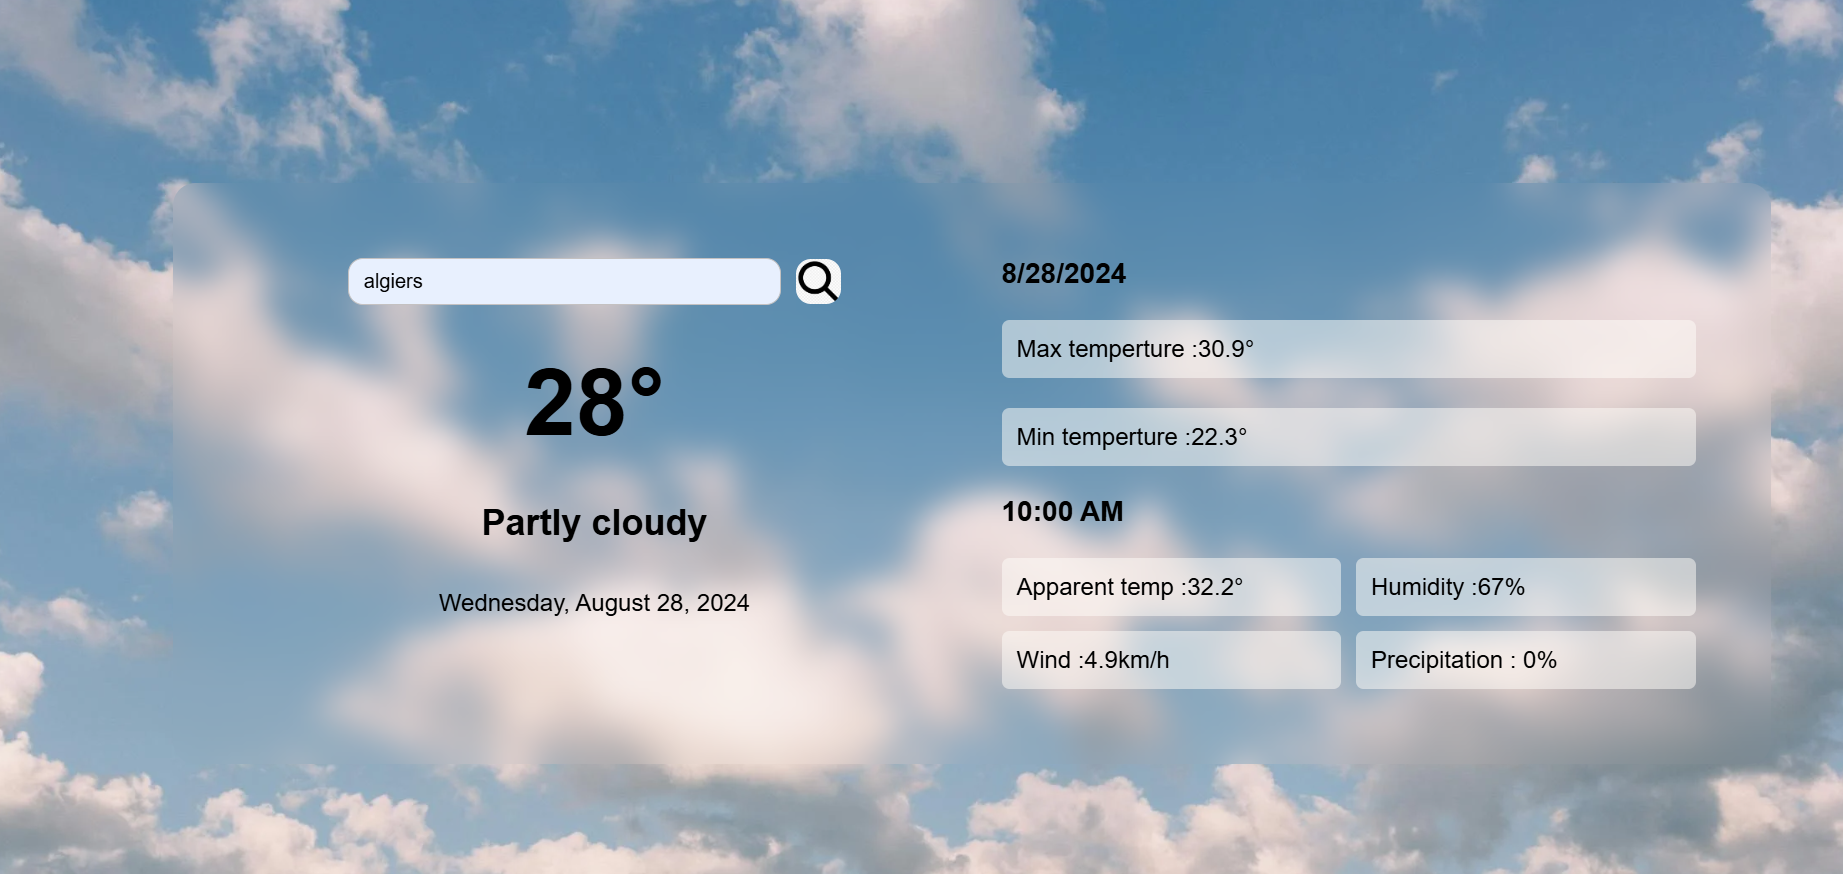 algiers
28°
Partly cloudy
Wednesday, August 28, 2024
8/28/2024
Max temperture :30.9°
Min temperture :22.3°
10:00 AM
Apparent temp :32.2°
Humidity :67%
Wind :4.9km/h
Precipitation : 0%